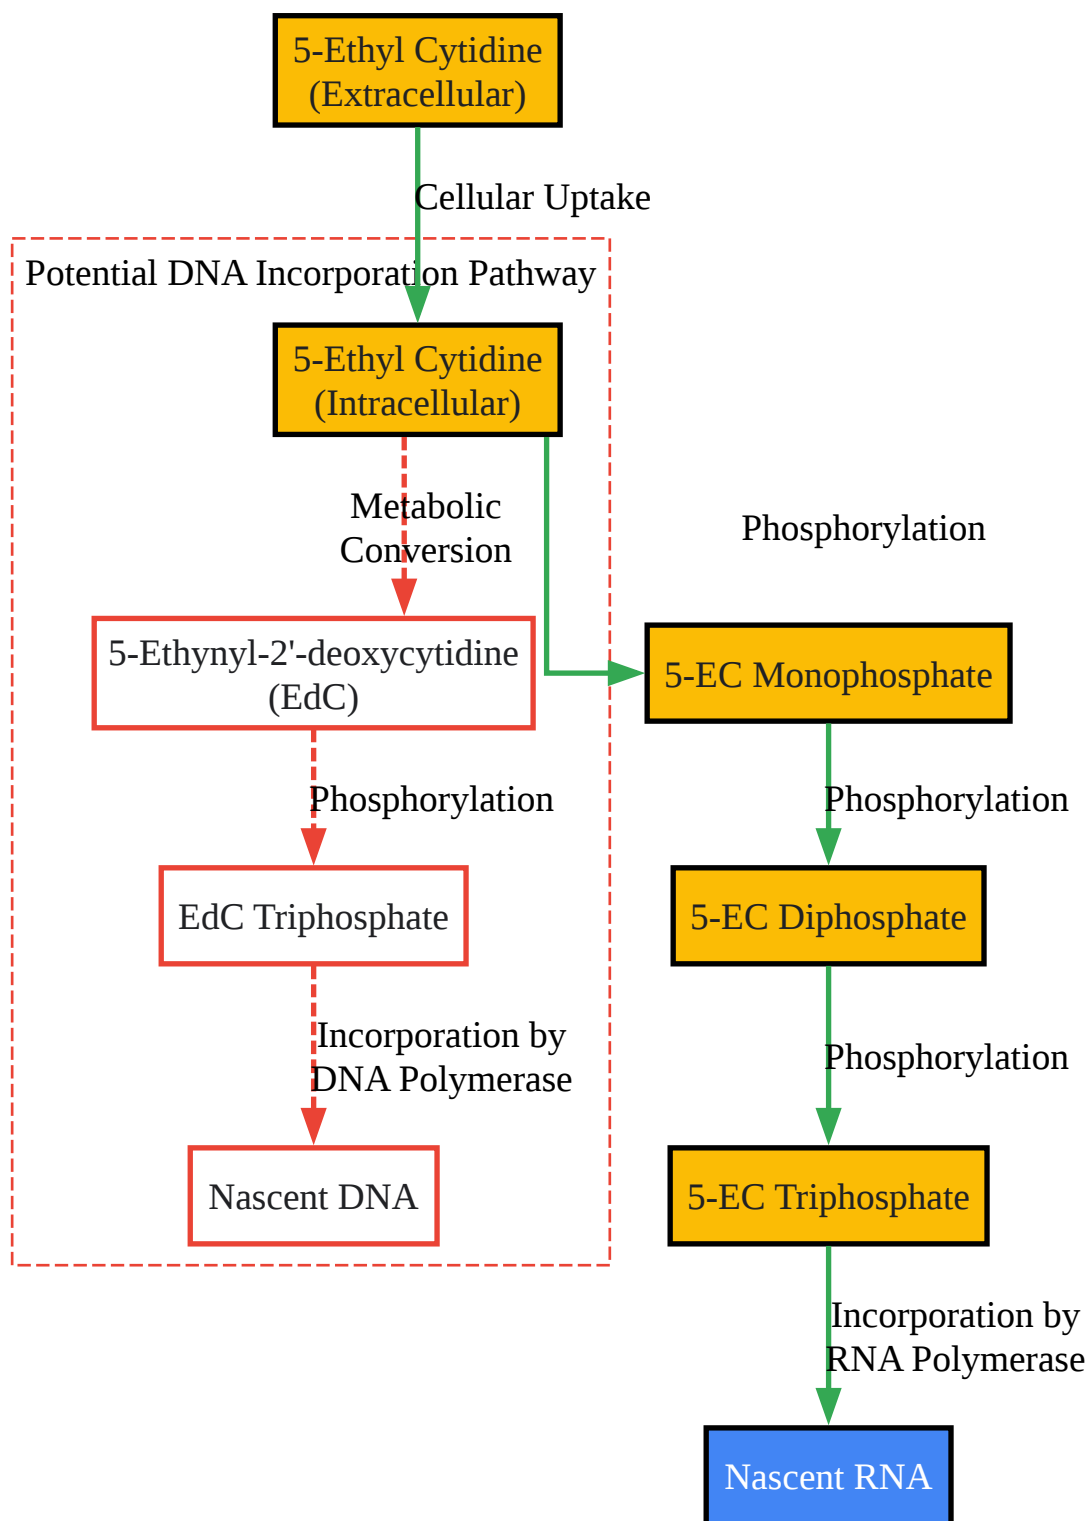 5-Ethyl Cytidine
(Extracellular)
Cellular Uptake
Potential DNA Incorporation Pathway
5-Ethyl Cytidine
(Intracellular)
Metabolic
Conversion
Phosphorylation
5-Ethynyl-2'-deoxycytidine
(EdC)
5-EC Monophosphate
Phosphorylation
Phosphorylation
EdC Triphosphate
5-EC Diphosphate
Incorporation by
DNA Polymerase
Phosphorylation
Nascent DNA
5-EC Triphosphate
Incorporation by
RNA Polymerase
Nascent RNA